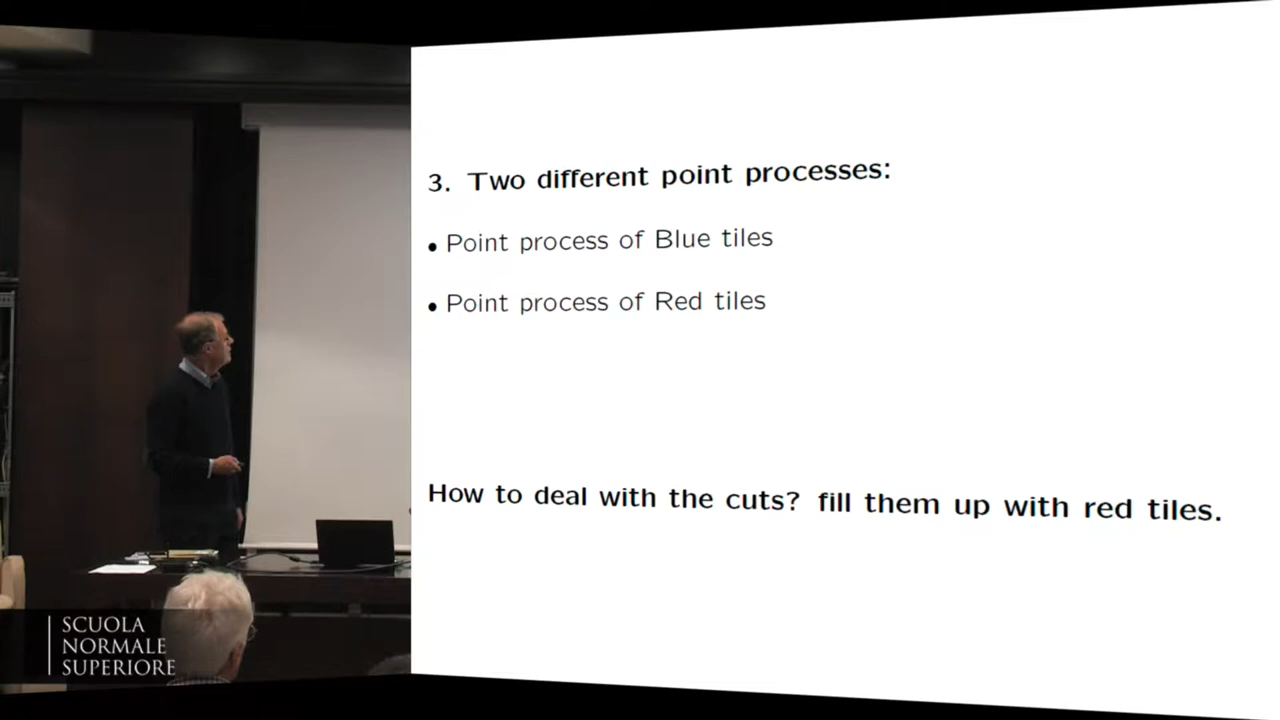 3. Two different point processes:
• Point process of Blue tiles
• Point process of Red tiles
How to deal with the cuts? fill them up with red tiles.
SCUOLA
NORMALE
SUPERIORE